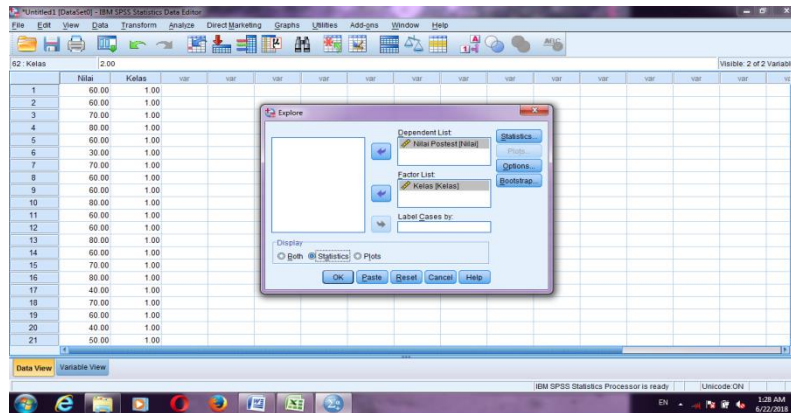 *Untitled1 [DataSet0] - IBM SPSS Statistics Data Editor
File Edit View Data Transform Analyze Direct Marketing Graphs Utilities Add-ons Window Help
62 : Kelas 2.00 Visible: 2 of 2 Variabl
Nilai Kelas var var var var var var var var var var var var
1 60.00 1.00
2 60.00 1.00
3 70.00 1.00
4 80.00 1.00
5 60.00 1.00
6 30.00 1.00
7 70.00 1.00
8 60.00 1.00
9 60.00 1.00
10 80.00 1.00
11 60.00 1.00
12 60.00 1.00
13 80.00 1.00
14 60.00 1.00
15 70.00 1.00
16 80.00 1.00
17 40.00 1.00
18 70.00 1.00
19 60.00 1.00
20 40.00 1.00
21 50.00 1.00
Explore
Dependent List:
Nilai Postest [Nilai]
Factor List:
Kelas [Kelas]
Label Cases by:
Statistics...
Plots...
Options...
Bootstrap...
Display
Both Statistics Plots
OK Paste Reset Cancel Help
Data View Variable View
IBM SPSS Statistics Processor is ready Unicode:ON
EN 1:28 AM
6/22/2018